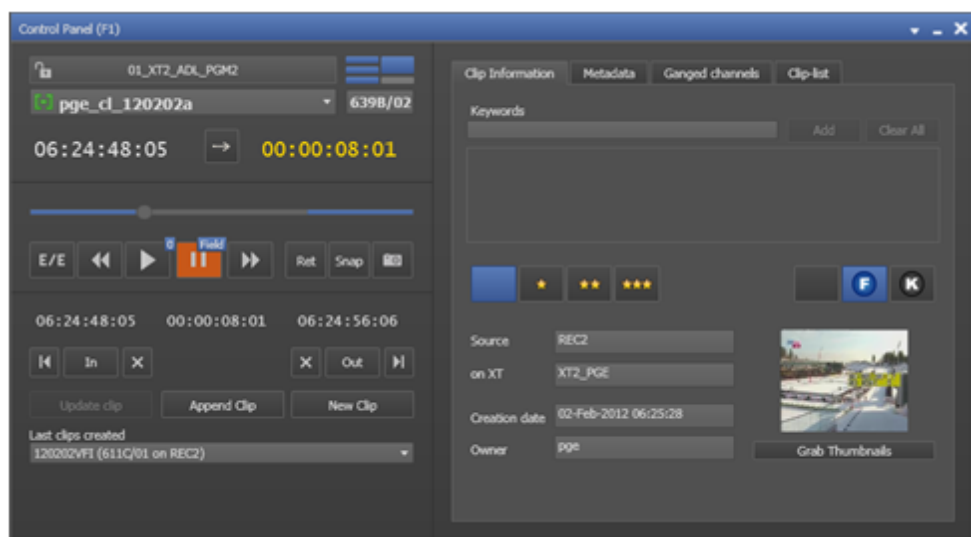 Control Panel (F1)
01_XT2_ADL_PGM2
pge_cl_120202a
639B/02
06:24:48:05
00:00:08:01
0
Field
E/E
Ret
Snap
06:24:48:05 00:00:08:01 06:24:56:06
In
Out
Update clip
Append Clip
New Clip
Last clips created
120202VFI (611C/01 on REC2)
Clip Information
Metadata
Ganged channels
Clip-list
Keywords
Add
Clear All
F
K
Source
REC2
on XT
XT2_PGE
Creation date
02-Feb-2012 06:25:28
Owner
pge
Grab Thumbnails